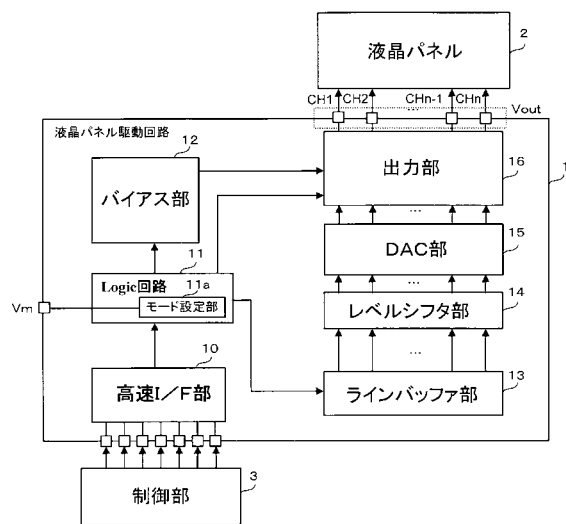 2
液晶パネル
CH1
CH2
CHn-1
CHn
Vout
液晶パネル駆動回路
12
バイアス部
出力部
16
1
...
DAC部
15
...
11
Logic回路
11a
モード設定部
Vm
レベルシフタ部
14
...
10
高速I/F部
ラインバッファ部
13
制御部
3